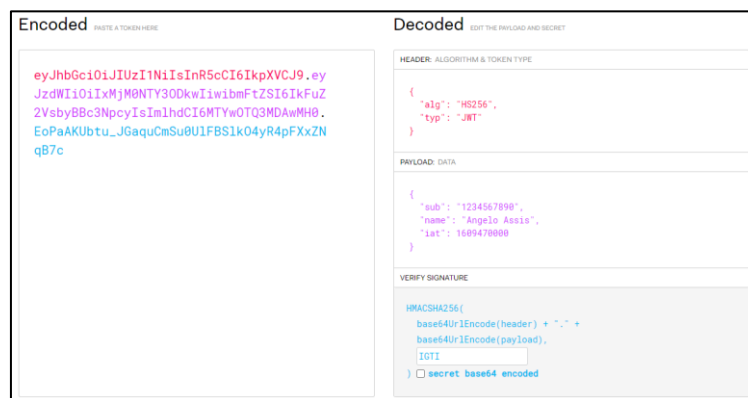 Encoded PASTE A TOKEN HERE
eyJhbGciOiJIUzI1NiIsInR5cCI6IkpXVCJ9.ey
JzdWIiOiIxMjM0NTY3ODkwIiwibmFtZSI6IkFuZ
2VsbyBBc3NpcyIsImlhdCI6MTYwOTQ3MDAwMH0.
EoPaAKUbtu_JGaquCmSu0UlFBSlkO4yR4pFXxZN
qB7c
Decoded EDIT THE PAYLOAD AND SECRET
HEADER: ALGORITHM & TOKEN TYPE
{
"alg": "HS256",
"typ": "JWT"
}
PAYLOAD: DATA
{
"sub": "1234567890",
"name": "Angelo Assis",
"iat": 1609470000
}
VERIFY SIGNATURE
HMACSHA256(
base64UrlEncode(header) + "." +
base64UrlEncode(payload),
IGTI
) secret base64 encoded